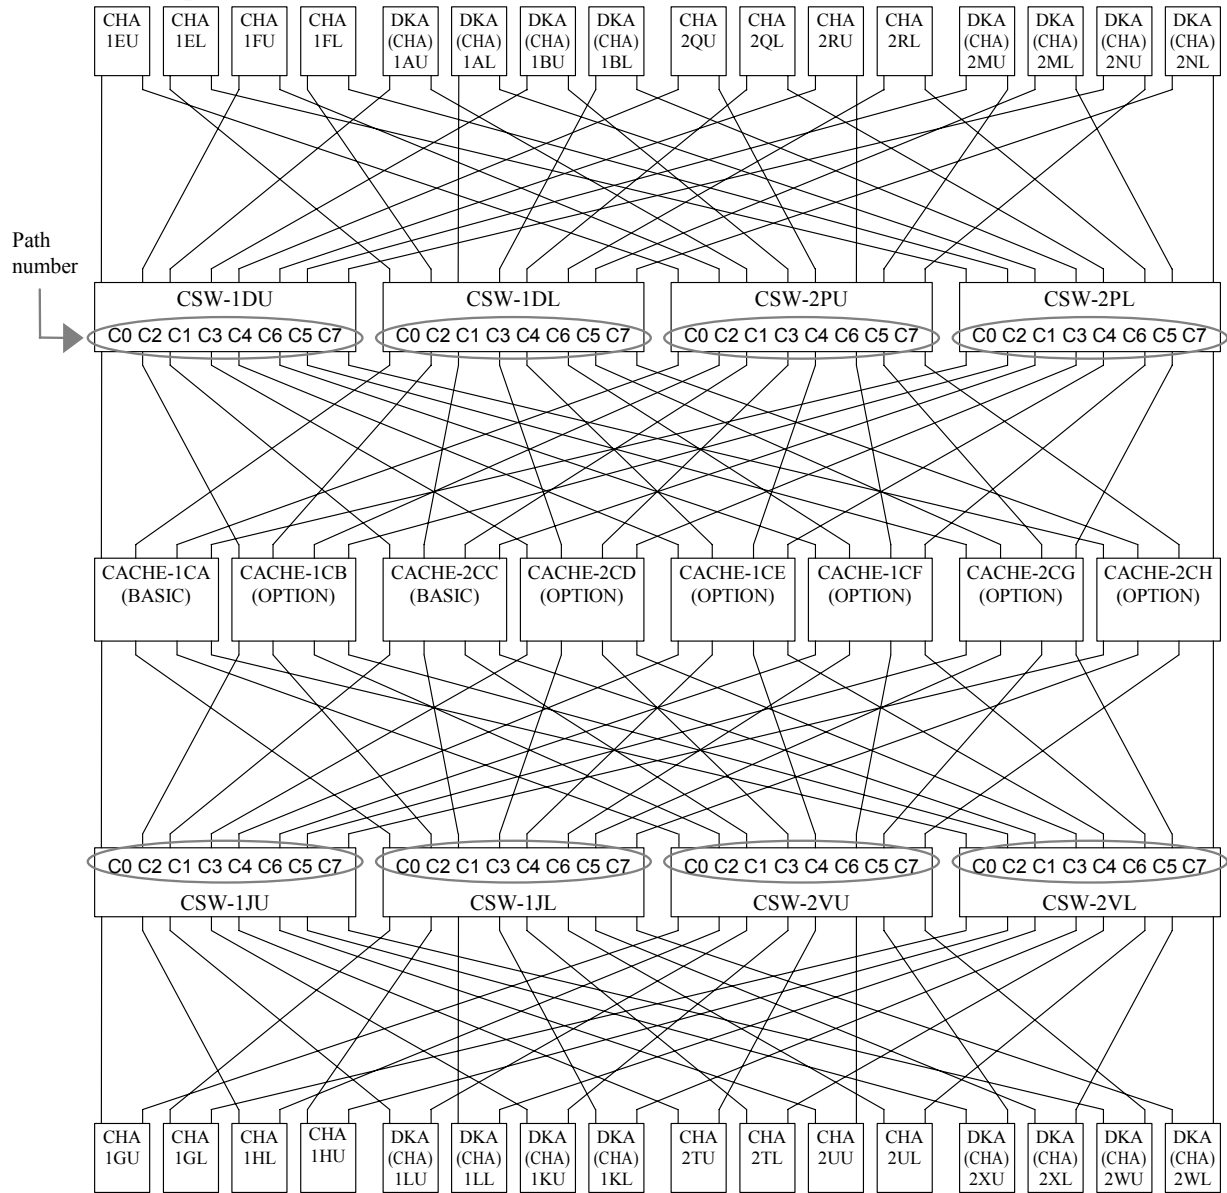 CHA CHA CHA CHA DKA DKA DKA DKA CHA CHA CHA CHA DKA DKA DKA DKA
1EU 1EL 1FU 1FL (CHA) (CHA) (CHA) (CHA) 2QU 2QL 2RU 2RL (CHA) (CHA) (CHA) (CHA)
1AU 1AL 1BU 1BL 2MU 2ML 2NU 2NL
Path
number
CSW-1DU CSW-1DL CSW-2PU CSW-2PL
C0 C2 C1 C3 C4 C6 C5 C7 C0 C2 C1 C3 C4 C6 C5 C7 C0 C2 C1 C3 C4 C6 C5 C7 C0 C2 C1 C3 C4 C6 C5 C7
CACHE-1CA CACHE-1CB CACHE-2CC CACHE-2CD CACHE-1CE CACHE-1CF CACHE-2CG CACHE-2CH
(BASIC) (OPTION) (BASIC) (OPTION) (OPTION) (OPTION) (OPTION) (OPTION)
C0 C2 C1 C3 C4 C6 C5 C7 C0 C2 C1 C3 C4 C6 C5 C7 C0 C2 C1 C3 C4 C6 C5 C7 C0 C2 C1 C3 C4 C6 C5 C7
CSW-1JU CSW-1JL CSW-2VU CSW-2VL
CHA CHA CHA CHA DKA DKA DKA DKA CHA CHA CHA CHA DKA DKA DKA DKA
1GU 1GL 1HL 1HU (CHA) (CHA) (CHA) (CHA) 2TU 2TL 2UU 2UL (CHA) (CHA) (CHA) (CHA)
1LU 1LL 1KU 1KL 2XU 2XL 2WU 2WL